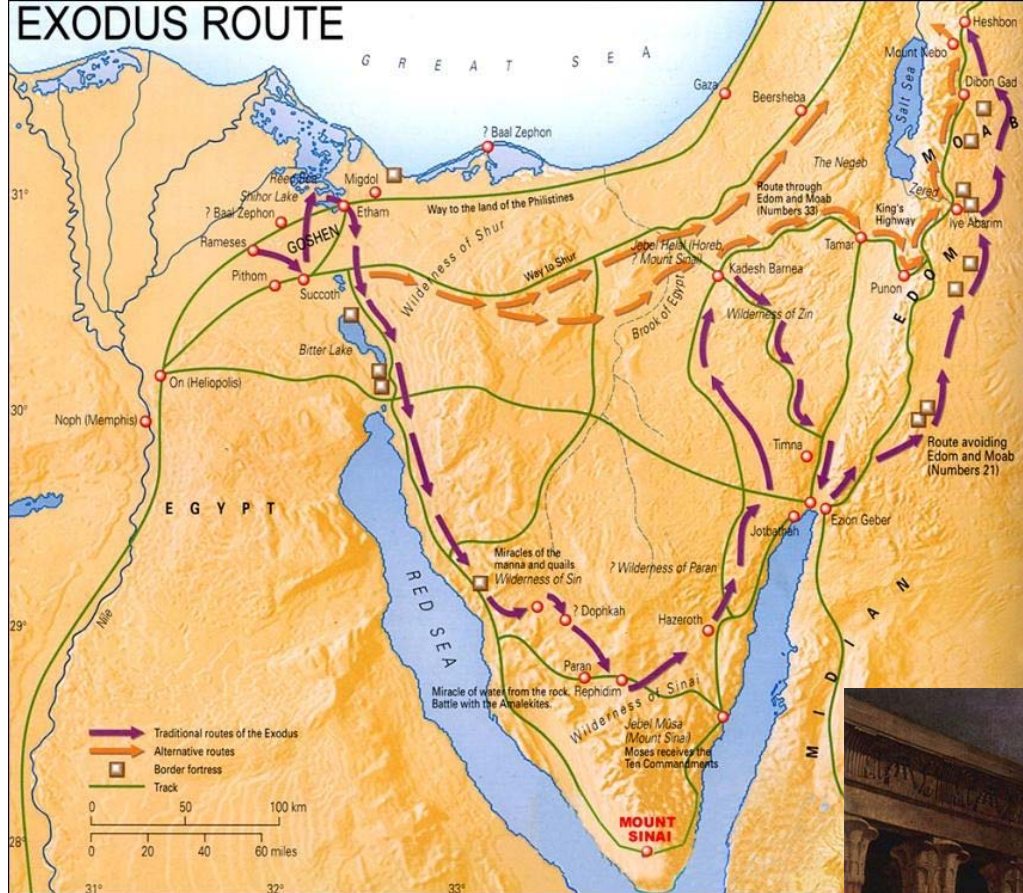 EXODUS ROUTE
GREAT SEA
Heshbon
Mount Nebo
Dibon Gad
Salt Sea
Gaza
Beersheba
MOAB
? Baal Zephon
The Negeb
31°
Reed Sea
Migdol
Shihor Lake
? Baal Zephon
Etham
Way to the land of the Philistines
Route through
Edom and Moab
(Numbers 33)
Zered
King's
Highway
Iye Abarim
Rameses
GOSHEN
Wilderness of Shur
Jebel Helal (Horeb,
? Mount Sinai)
Tamar
Pithom
Succoth
Way to Shur
Kadesh Barnea
Punon
EDOM
Brook of Egypt
Wilderness of Zin
Bitter Lake
On (Heliopolis)
30°
Noph (Memphis)
Timna
Route avoiding
Edom and Moab
(Numbers 21)
EGYPT
Jotbathah
Ezion Geber
Miracles of the
manna and quails
Wilderness of Sin
? Wilderness of Paran
RED SEA
MIDIAN
29°
Nile
? Dophkah
Hazeroth
Paran
Miracle of water from the rock.
Battle with the Amalekites.
Rephidim
Wilderness of Sinai
Jebel Mûsa
(Mount Sinai)
Moses receives the
Ten Commandments
Traditional routes of the Exodus
Alternative routes
Border fortress
Track
0 50 100 km
0 20 40 60 miles
MOUNT
SINAI
28°
31° 32° 33°